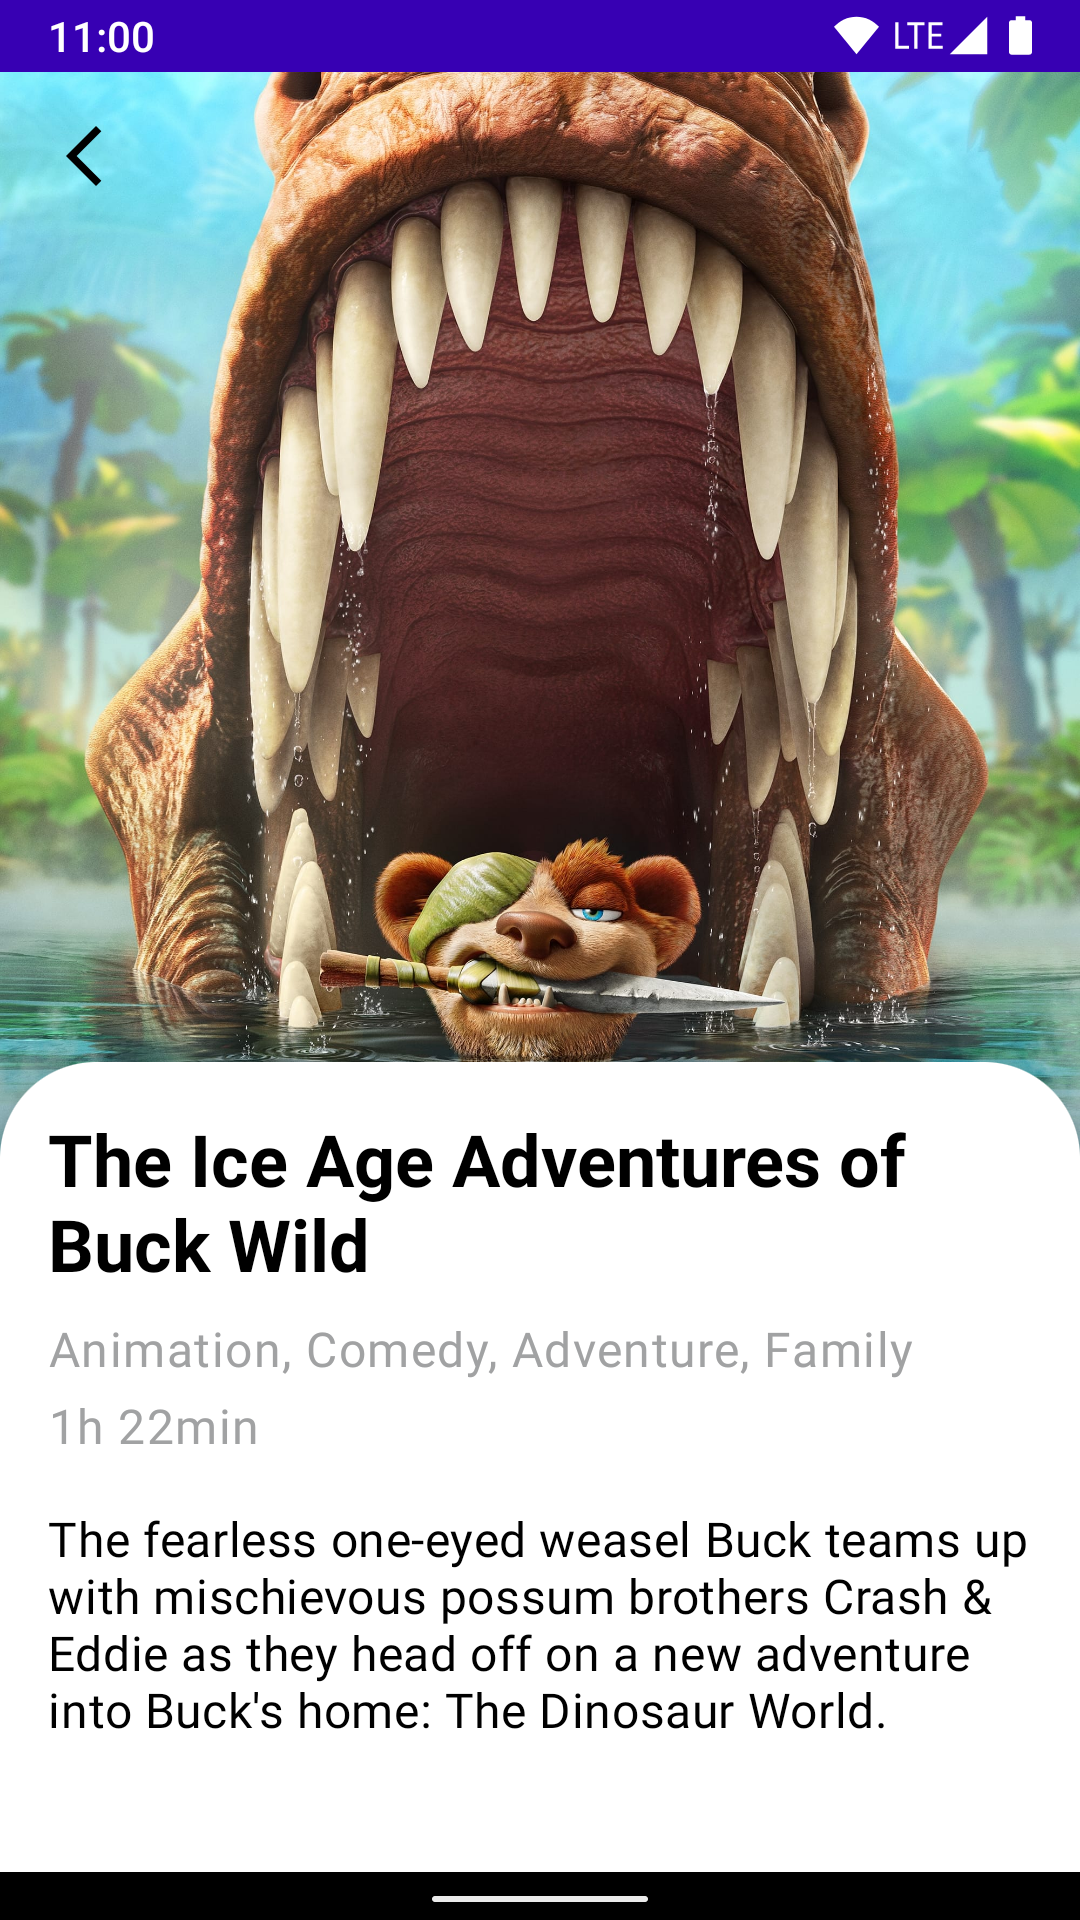 11:00
LTE
The Ice Age Adventures of
Buck Wild
Animation, Comedy, Adventure, Family
1h 22min
The fearless one-eyed weasel Buck teams up
with mischievous possum brothers Crash &
Eddie as they head off on a new adventure
into Buck's home: The Dinosaur World.